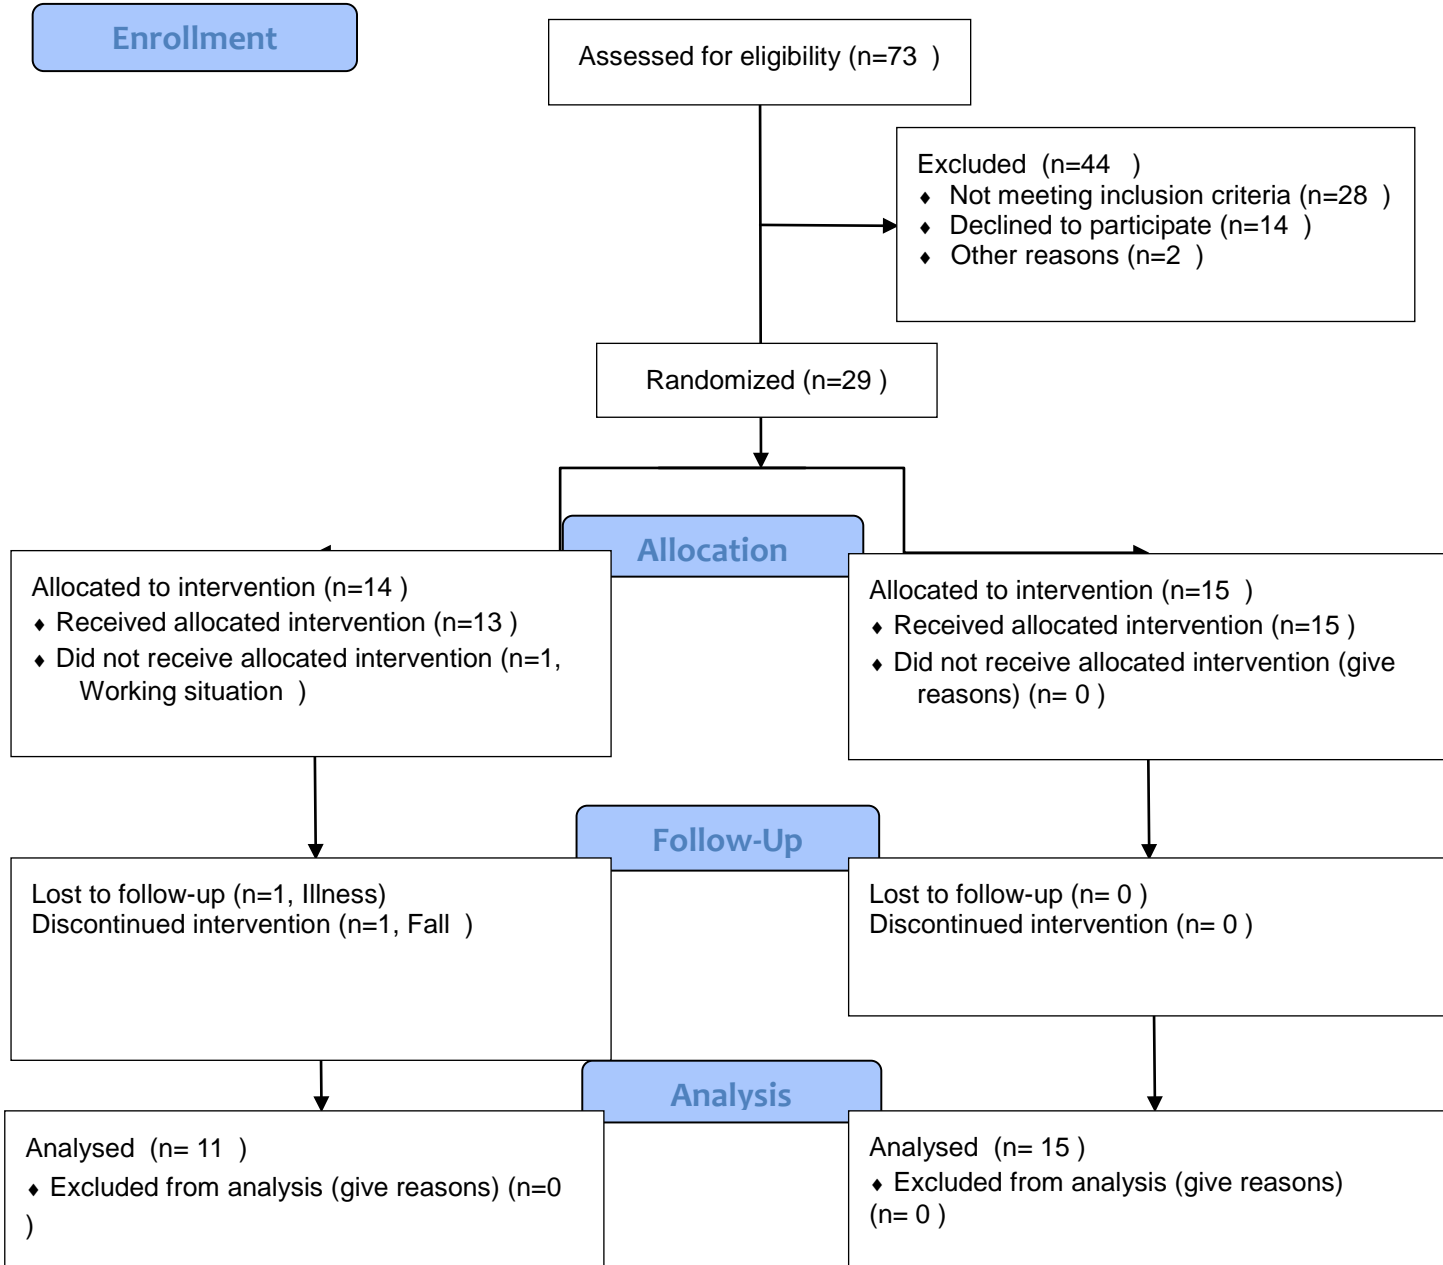 Enrollment
Assessed for eligibility (n=73  )
Excluded  (n=44   )
♦ Not meeting inclusion criteria (n=28  )
♦ Declined to participate (n=14  )
♦ Other reasons (n=2  )
Randomized (n=29 )
Allocation
Allocated to intervention (n=14 )
♦ Received allocated intervention (n=13 )
♦ Did not receive allocated intervention (n=1,
Working situation  )
Allocated to intervention (n=15  )
♦ Received allocated intervention (n=15 )
♦ Did not receive allocated intervention (give
reasons) (n= 0 )
Follow-Up
Lost to follow-up (n=1, Illness)
Discontinued intervention (n=1, Fall  )
Lost to follow-up (n= 0 )
Discontinued intervention (n= 0 )
Analysis
Analysed  (n= 11  )
♦ Excluded from analysis (give reasons) (n=0
)
Analysed  (n= 15 )
♦ Excluded from analysis (give reasons)
(n= 0 )